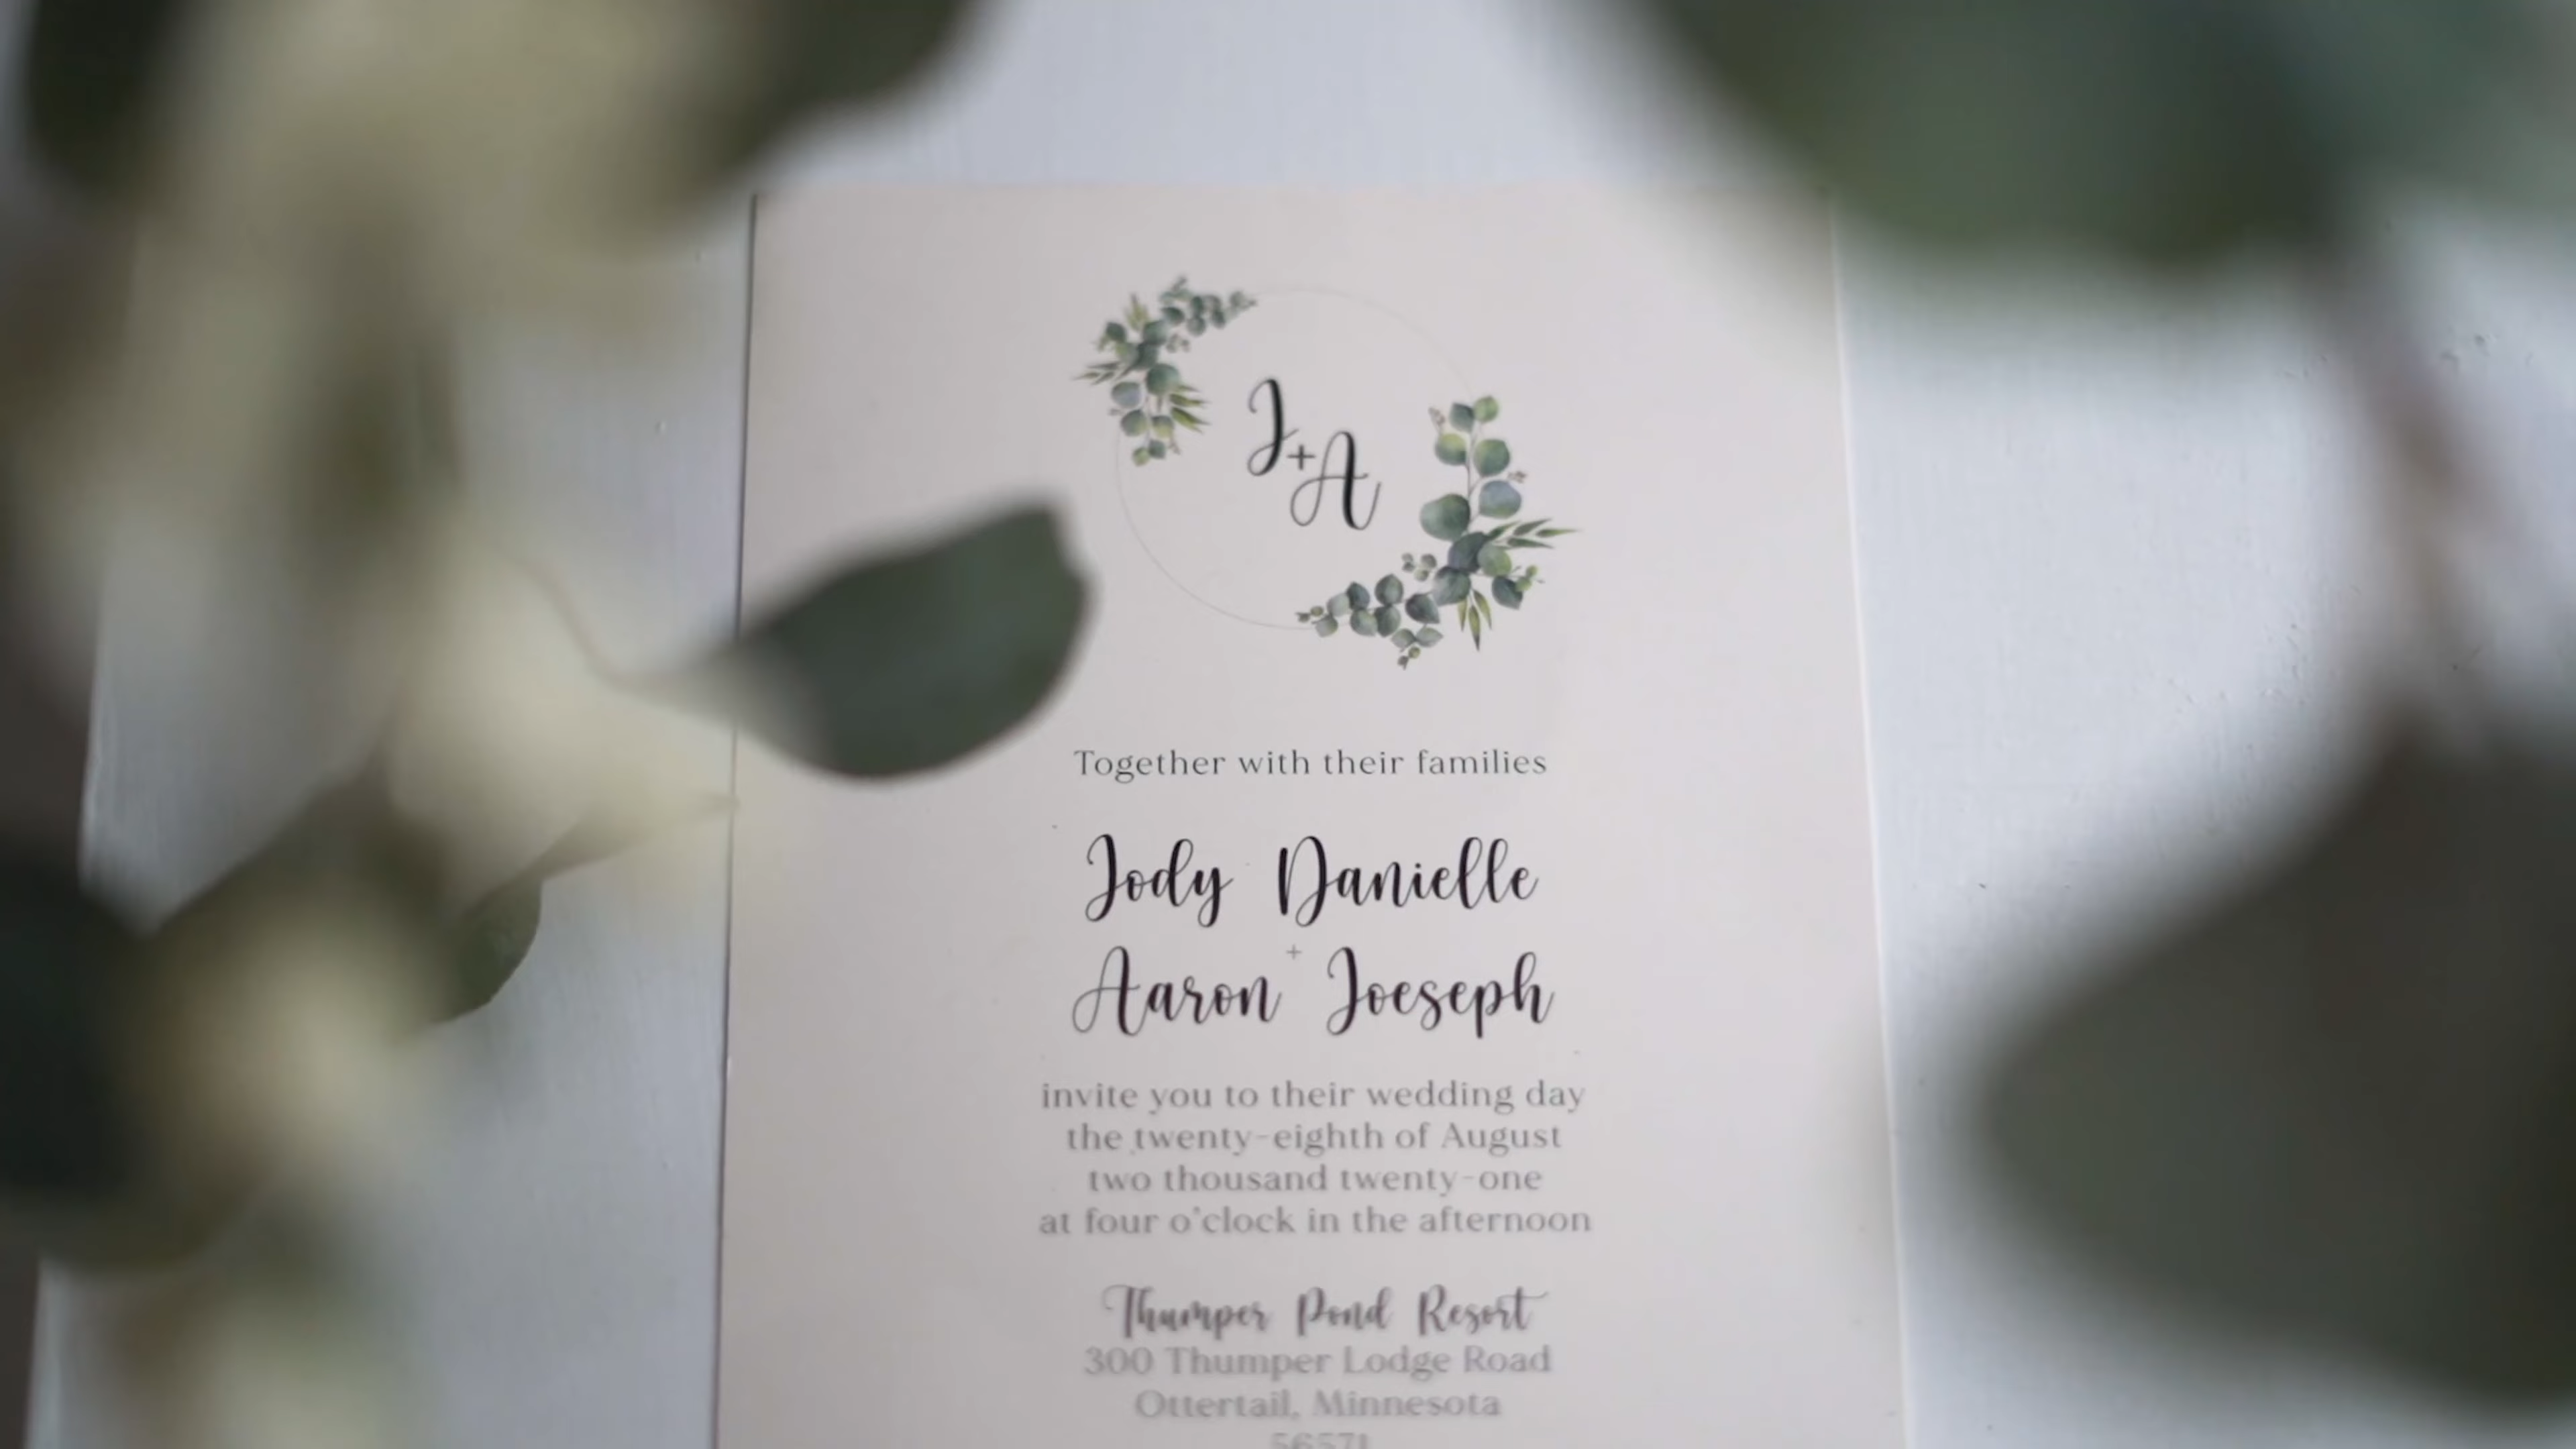 J+A
Together with their families
Jody Danielle
+
Aaron Joeseph
invite you to their wedding day
the twenty-eighth of August
two thousand twenty-one
at four o'clock in the afternoon
Thumper Pond Resort
300 Thumper Lodge Road
Ottertail, Minnesota
56571